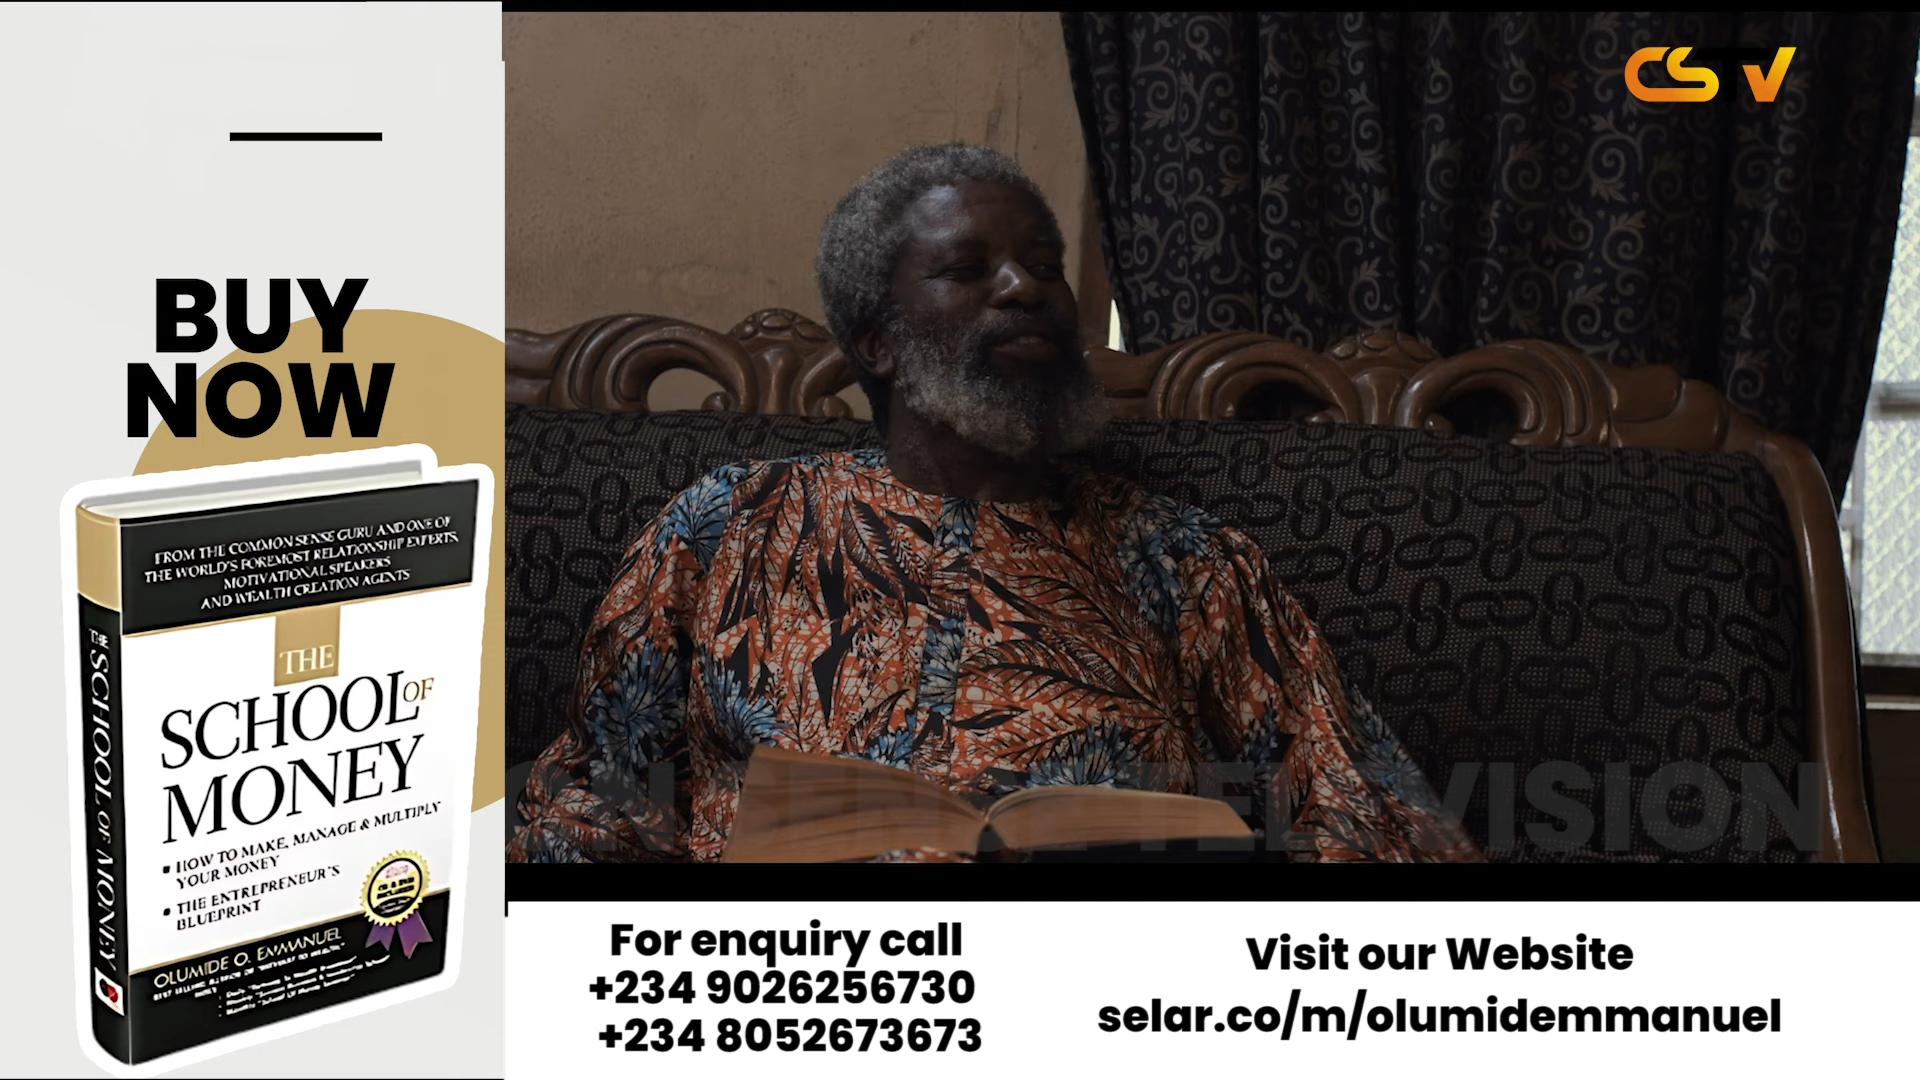 CSTV
BUY
NOW
FROM THE COMMON SENSE GURU AND ONE OF
THE WORLD'S FOREMOST RELATIONSHIP EXPERTS,
MOTIVATIONAL SPEAKERS
AND WEALTH CREATION AGENTS
THE
SCHOOL OF
MONEY
▪ HOW TO MAKE, MANAGE & MULTIPLY
YOUR MONEY
• THE ENTREPRENEUR'S
BLUEPRINT
OLUMIDE O. EMMANUEL
THE SCHOOL OF MONEY
TELEVISION
For enquiry call
+234 9026256730
+234 8052673673
Visit our Website
selar.co/m/olumidemmanuel